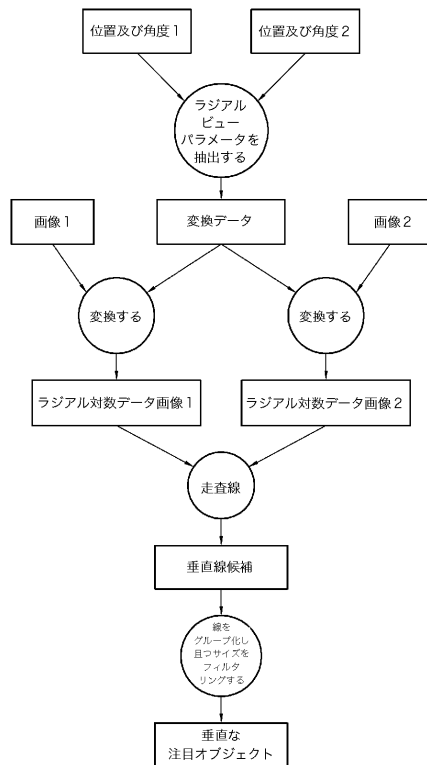 位置及び角度1
位置及び角度2
ラジアル
ビュー
パラメータを
抽出する
画像1
変換データ
画像2
変換する
変換する
ラジアル対数データ画像1
ラジアル対数データ画像2
走査線
垂直線候補
線を
グループ化し
且つサイズを
フィルタ
リングする
垂直な
注目オブジェクト